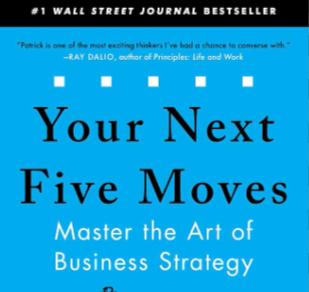 #1 WALL STREET JOURNAL BESTSELLER
"Patrick is one of the most exciting thinkers I've had a chance to converse with."
—RAY DALIO, author of Principles: Life and Work
Your Next
Five Moves
Master the Art of
Business Strategy